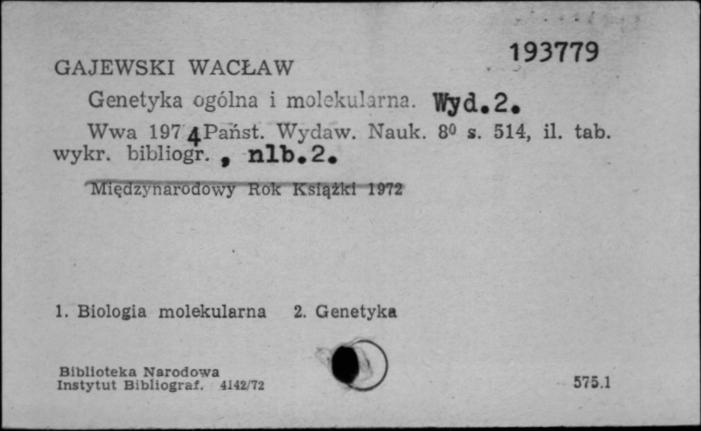 193779
GAJEWSKI WACŁAW
Genetyka ogólna i molekularna. Wyd.2.
Wwa 1974 Państ. Wydaw. Nauk. 8⁰ s. 514, il. tab.
wykr. bibliogr. , nlb.2.
Międzynarodowy Rok Książki 1972
1. Biologia molekularna 2. Genetyka
Biblioteka Narodowa
Instytut Bibliograf. 4142/72
575.1